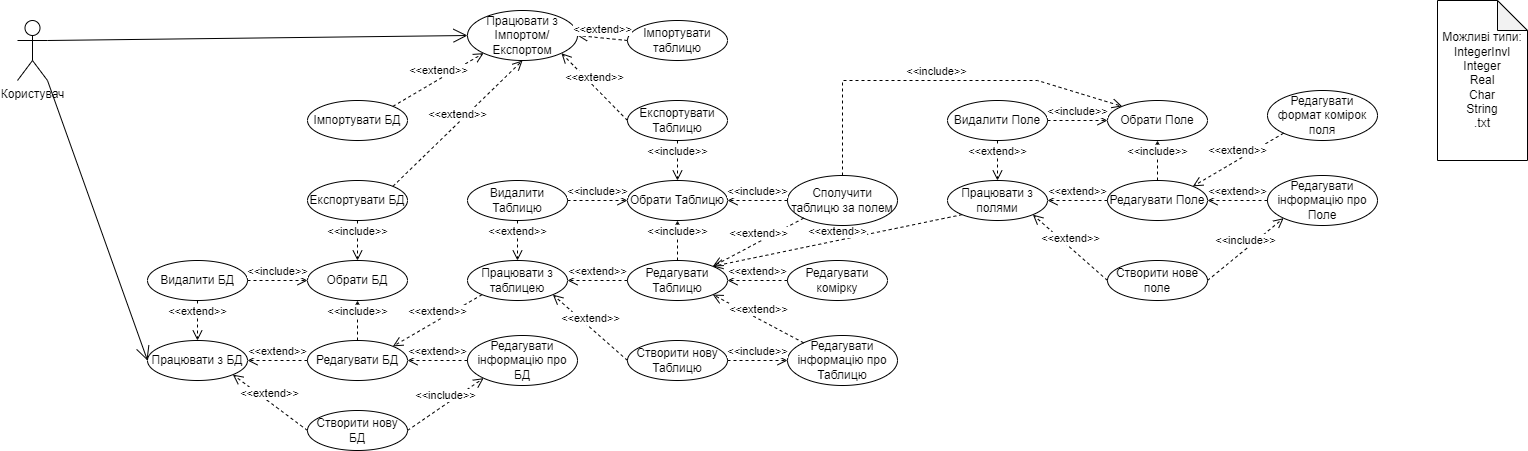 Користувач
Працювати з
Імпортом/
Експортом
<<extend>>
Імпортувати
таблицю
<<extend>>
<<extend>>
<<extend>>
Імпортувати БД
Експортувати
Таблицю
<<include>>
<<include>>
Видалити Поле
<<include>>
Обрати Поле
Редагувати
формат комірок
поля
<<extend>>
<<include>>
<<extend>>
Експортувати БД
Видалити
Таблицю
<<include>>
Обрати Таблицю
<<include>>
Сполучити
таблицю за полем
Працювати з
полями
<<extend>>
Редагувати Поле
<<extend>>
Редагувати
інформацію про
Поле
<<include>>
<<extend>>
<<include>>
<<extend>>
<<extend>>
<<extend>>
<<include>>
Видалити БД
<<include>>
Обрати БД
Працювати з
таблицею
<<extend>>
Редагувати
Таблицю
<<extend>>
Редагувати
комірку
Створити нове
поле
<<extend>>
<<include>>
<<extend>>
<<extend>>
<<extend>>
Працювати з БД
<<extend>>
Редагувати БД
<<extend>>
Редагувати
інформацію про
БД
Створити нову
Таблицю
<<include>>
Редагувати
інформацію про
Таблицю
<<extend>>
<<include>>
Створити нову
БД
Можливі типи:
IntegerInvl
Integer
Real
Char
String
.txt